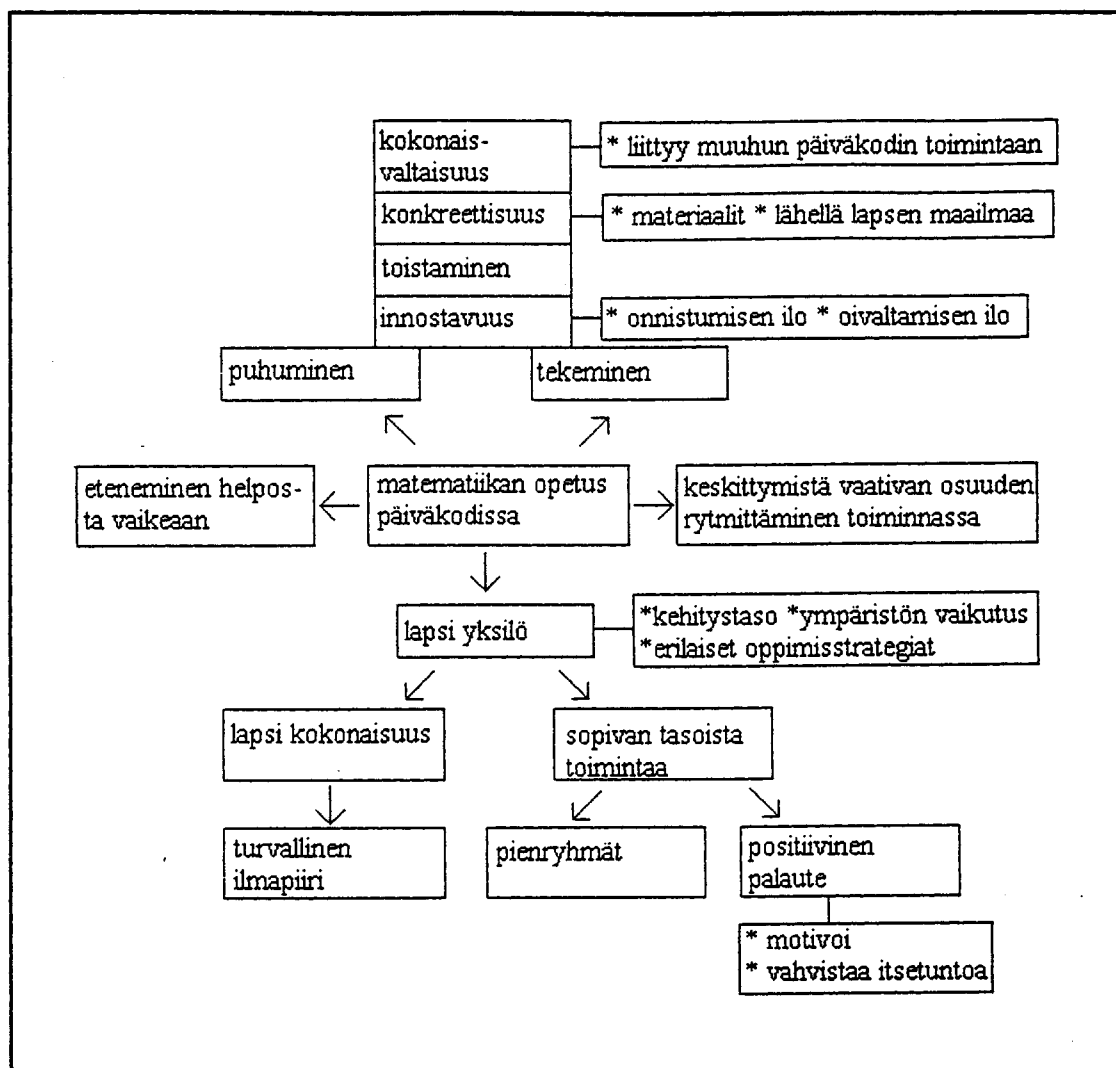 kokonais-
valtaisuus
* liittyy muuhun päiväkodin toimintaan
konkreettisuus
* materiaalit * lähellä lapsen maailmaa
toistaminen
innostavuus
* onnistumisen ilo * oivaltamisen ilo
puhuminen
tekeminen
eteneminen helpos-
ta vaikeaan
matematiikan opetus
päiväkodissa
keskittymistä vaativan osuuden
rytmittäminen toiminnassa
lapsi yksilö
*kehitystaso *ympäristön vaikutus
*erilaiset oppimisstrategiat
lapsi kokonaisuus
sopivan tasoista
toimintaa
turvallinen
ilmapiiri
pienryhmät
positiivinen
palaute
* motivoi
* vahvistaa itsetuntoa